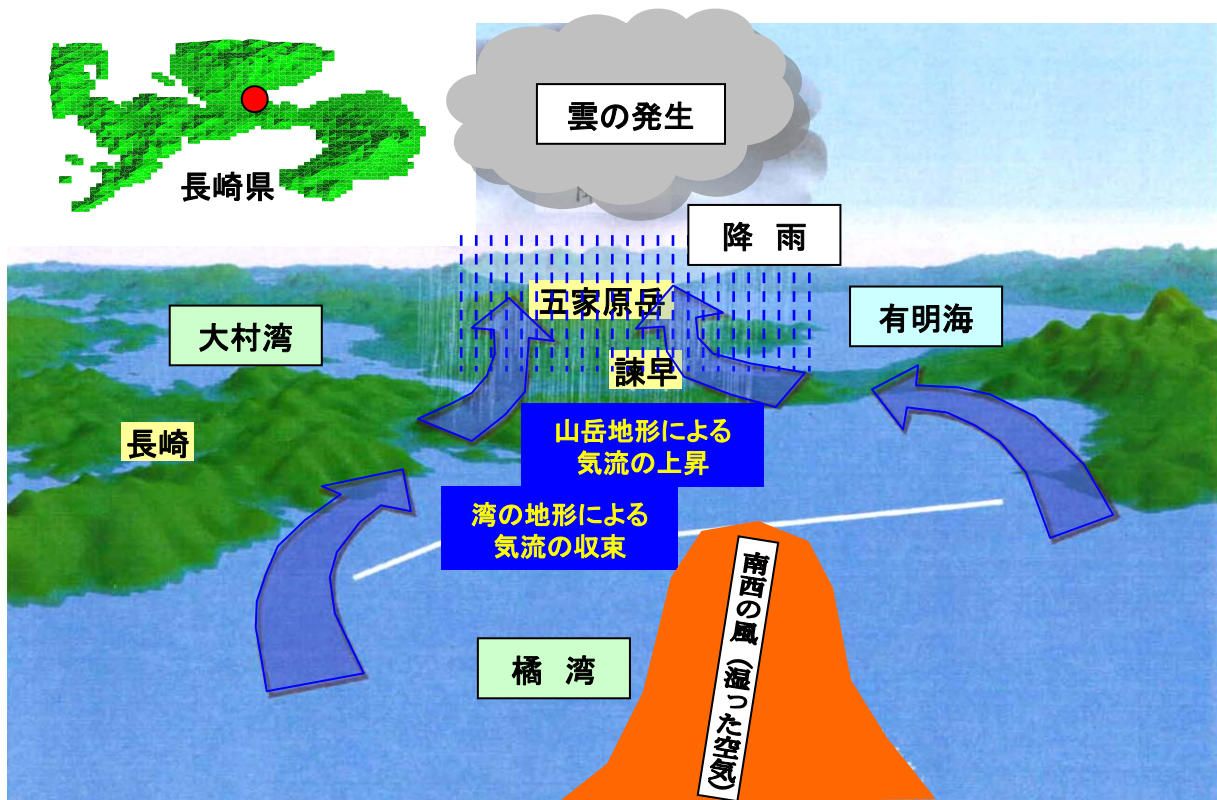 雲の発生
長崎県
降　雨
五家原岳
大村湾
有明海
諫早
長崎
山岳地形による
気流の上昇
湾の地形による
気流の収束
橘　湾
南西の風（湿った空気）